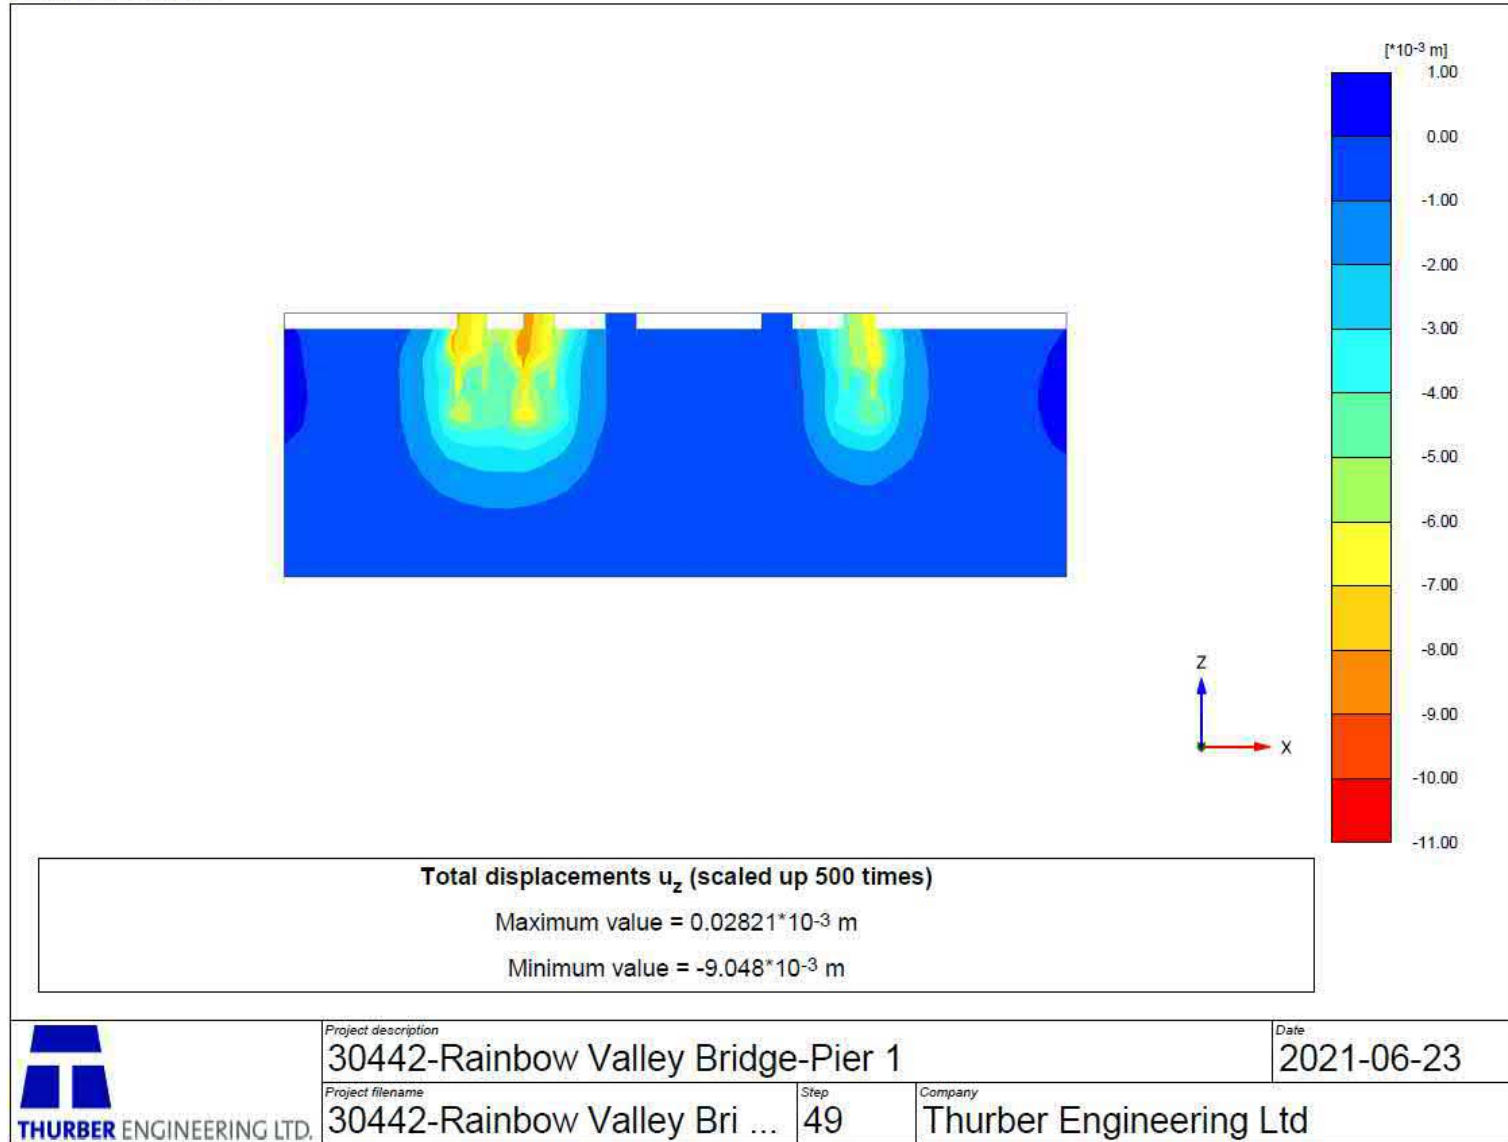 [*10-3 m]
1.00
0.00
-1.00
-2.00
-3.00
-4.00
-5.00
-6.00
-7.00
-8.00
-9.00
-10.00
-11.00
Z
X
Total displacements uz (scaled up 500 times)
Maximum value = 0.02821*10-3 m
Minimum value = -9.048*10-3 m
THURBER ENGINEERING LTD.
Project description
30442-Rainbow Valley Bridge-Pier 1
Date
2021-06-23
Project filename
30442-Rainbow Valley Bri ...
Step
49
Company
Thurber Engineering Ltd